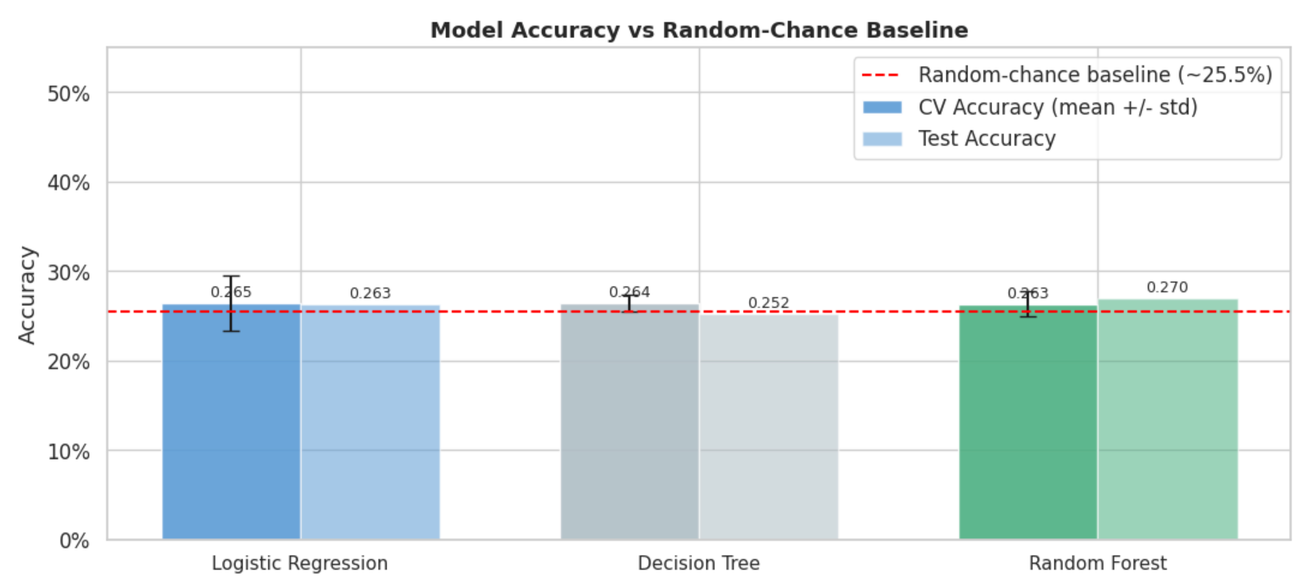 Model Accuracy vs Random-Chance Baseline
Random-chance baseline (~25.5%)
CV Accuracy (mean +/- std)
Test Accuracy
Accuracy
50%
40%
30%
20%
10%
0%
0.265
0.263
0.264
0.252
0.263
0.270
Logistic Regression
Decision Tree
Random Forest